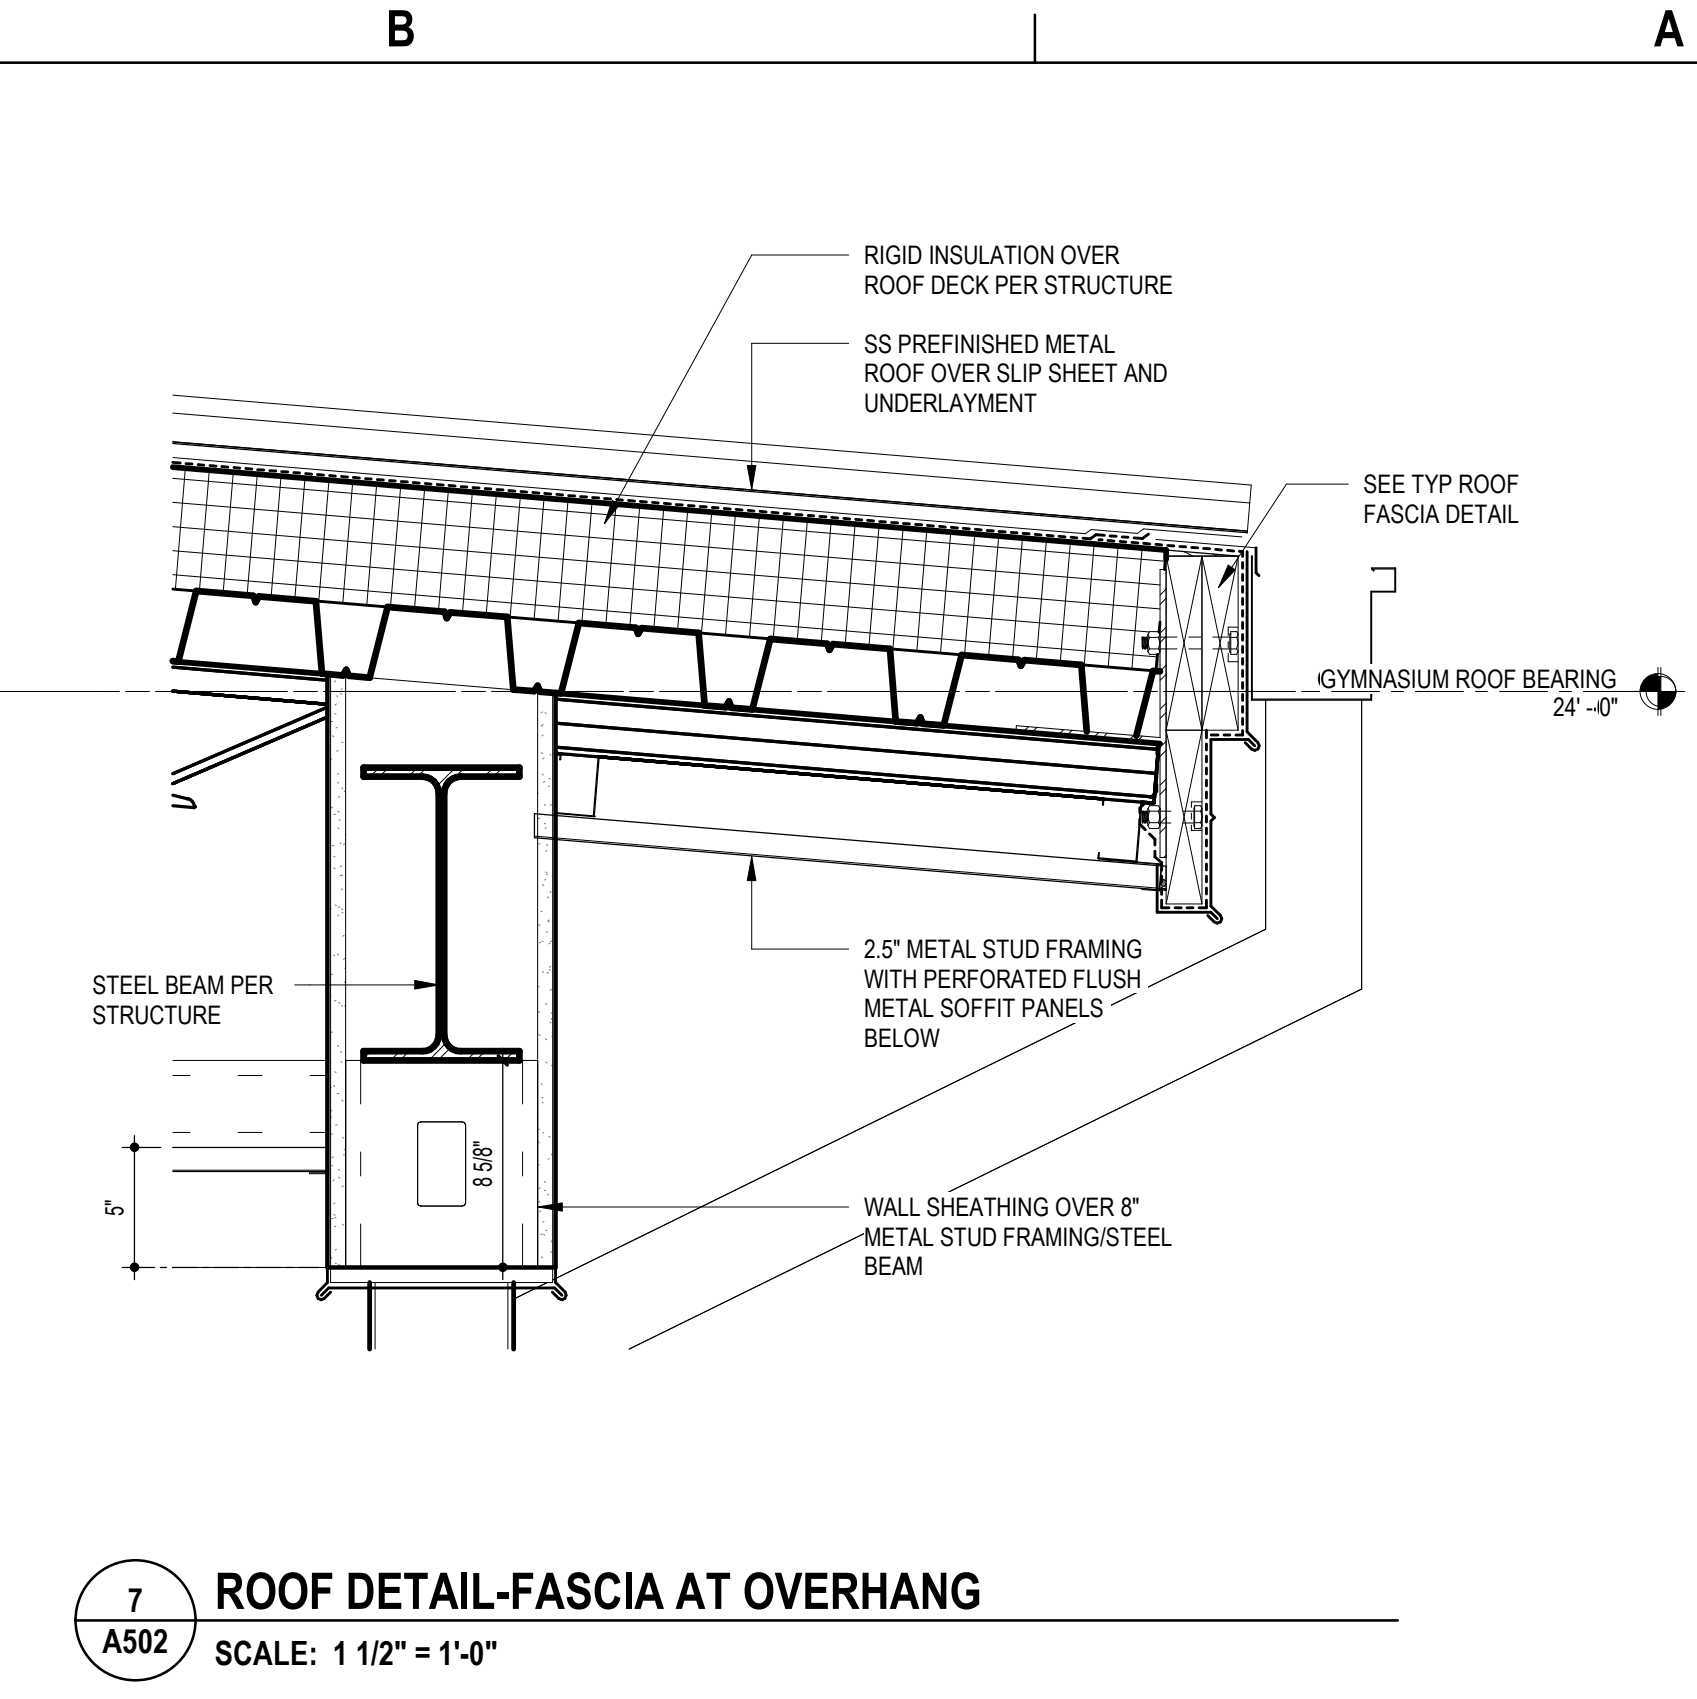 B
A
RIGID INSULATION OVER
ROOF DECK PER STRUCTURE
SS PREFINISHED METAL
ROOF OVER SLIP SHEET AND
UNDERLAYMENT
SEE TYP ROOF
FASCIA DETAIL
GYMNASIUM ROOF BEARING
24' - 0"
2.5" METAL STUD FRAMING
WITH PERFORATED FLUSH
METAL SOFFIT PANELS
BELOW
STEEL BEAM PER
STRUCTURE
8 5/8"
5"
WALL SHEATHING OVER 8"
METAL STUD FRAMING/STEEL
BEAM
7
A502
ROOF DETAIL-FASCIA AT OVERHANG
SCALE: 1 1/2" = 1'-0"